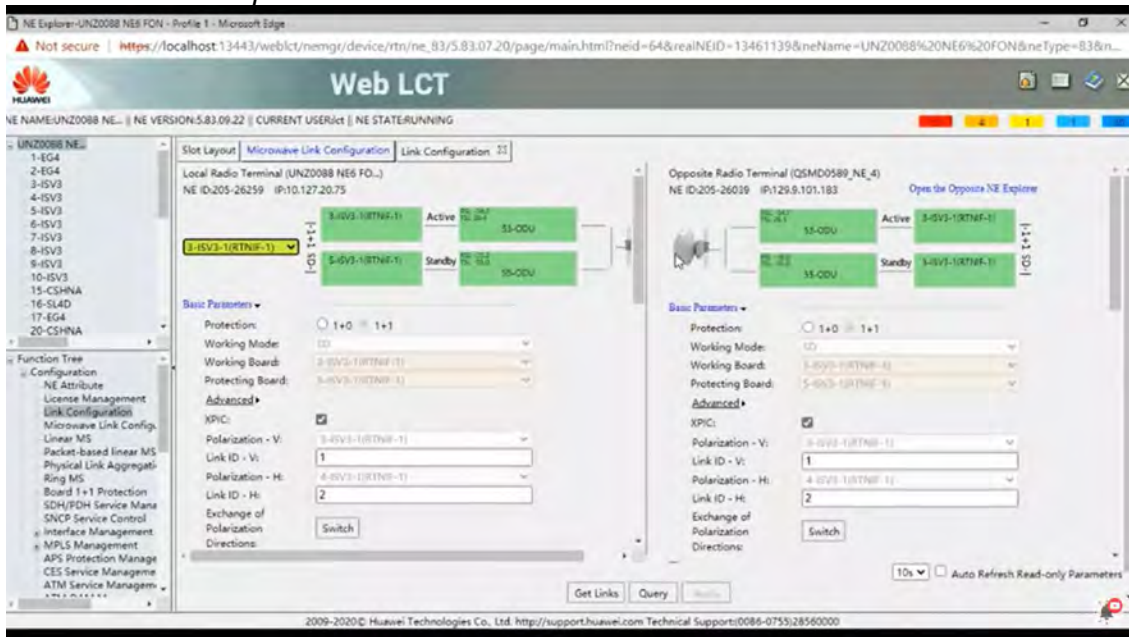 NE Explorer-UNZ0088 NE6 FON - Profile 1 - Microsoft Edge
Not secure | https://localhost:13443/weblct/nemgr/device/rtn/ne_83/5.83.07.20/page/main.html?neid=64&realNEID=13461139&neName=UNZ0088%20NE6%20FON&neType=83&n...
HUAWEI
Web LCT
NE NAME:UNZ0088 NE... || NE VERSION:5.83.09.22 || CURRENT USER:lct || NE STATE:RUNNING
4 1 1
UNZ0088 NE...
1-EG4
2-EG4
3-ISV3
4-ISV3
5-ISV3
6-ISV3
7-ISV3
8-ISV3
9-ISV3
10-ISV3
15-CSHNA
16-SL4D
17-EG4
20-CSHNA
Function Tree
Configuration
NE Attribute
License Management
Link Configuration
Microwave Link Configu
Linear MS
Packet-based linear MS
Physical Link Aggregati
Ring MS
Board 1+1 Protection
SDH/PDH Service Mana
SNCP Service Control
Interface Management
MPLS Management
APS Protection Manage
CES Service Manageme
ATM Service Managem
Slot Layout Microwave Link Configuration Link Configuration
Local Radio Terminal (UNZ0088 NE6 FO...)
NE ID:205-26259 IP:10.127.20.75
3-ISV3-1(RTNIF-1)
|-1+1 SD-|
3-ISV3-1(RTNIF-1) Active 53-ODU
5-ISV3-1(RTNIF-1) Standby 55-ODU
Basic Parameters
Protection: 1+0 1+1
Working Mode: SD
Working Board: 3-ISV3-1(RTNIF-1)
Protecting Board: 5-ISV3-1(RTNIF-1)
Advanced
XPIC:
Polarization - V: 3-ISV3-1(RTNIF-1)
Link ID - V: 1
Polarization - H: 4-ISV3-1(RTNIF-1)
Link ID - H: 2
Exchange of
Polarization
Directions:
Switch
Opposite Radio Terminal (QSMD0589_NE_4)
NE ID:205-26039 IP:129.9.101.183 Open the Opposite NE Explorer
53-ODU Active 3-ISV3-1(RTNIF-1)
55-ODU Standby 5-ISV3-1(RTNIF-1)
|-1+1 SD-|
Basic Parameters
Protection: 1+0 1+1
Working Mode: SD
Working Board: 3-ISV3-1(RTNIF-1)
Protecting Board: 5-ISV3-1(RTNIF-1)
Advanced
XPIC:
Polarization - V: 3-ISV3-1(RTNIF-1)
Link ID - V: 1
Polarization - H: 4-ISV3-1(RTNIF-1)
Link ID - H: 2
Exchange of
Polarization
Directions:
Switch
10s Auto Refresh Read-only Parameters
Get Links Query Apply
2009-2020© Huawei Technologies Co., Ltd. http://support.huawei.com Technical Support:(0086-0755)28560000